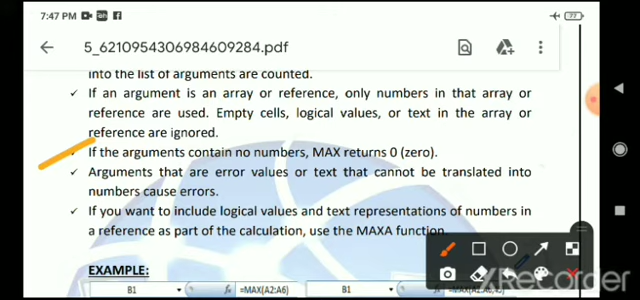 7:47 PM
77
5_6210954306984609284.pdf
into the list of arguments are counted.
✓ If an argument is an array or reference, only numbers in that array or
reference are used. Empty cells, logical values, or text in the array or
reference are ignored.
If the arguments contain no numbers, MAX returns 0 (zero).
✓ Arguments that are error values or text that cannot be translated into
numbers cause errors.
✓ If you want to include logical values and text representations of numbers in
a reference as part of the calculation, use the MAXA function
EXAMPLE:
B1 fx =MAX(A2:A6) B1 fx
XRecorder